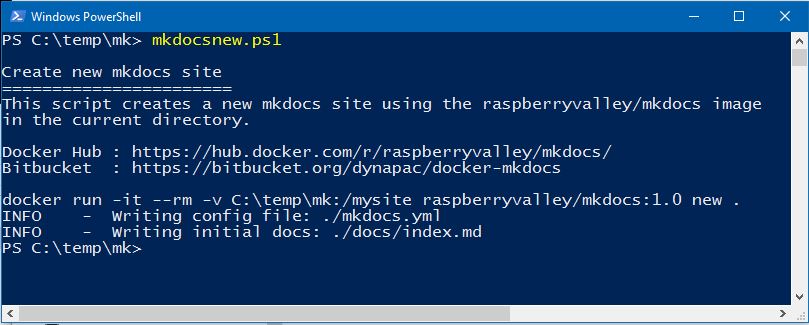 Windows PowerShell
PS C:\temp\mk> mkdocsnew.ps1
Create new mkdocs site
=======================
This script creates a new mkdocs site using the raspberryvalley/mkdocs image
in the current directory.
Docker Hub : https://hub.docker.com/r/raspberryvalley/mkdocs/
Bitbucket  : https://bitbucket.org/dynapac/docker-mkdocs
docker run -it --rm -v C:\temp\mk:/mysite raspberryvalley/mkdocs:1.0 new .
INFO    -  Writing config file: ./mkdocs.yml
INFO    -  Writing initial docs: ./docs/index.md
PS C:\temp\mk>